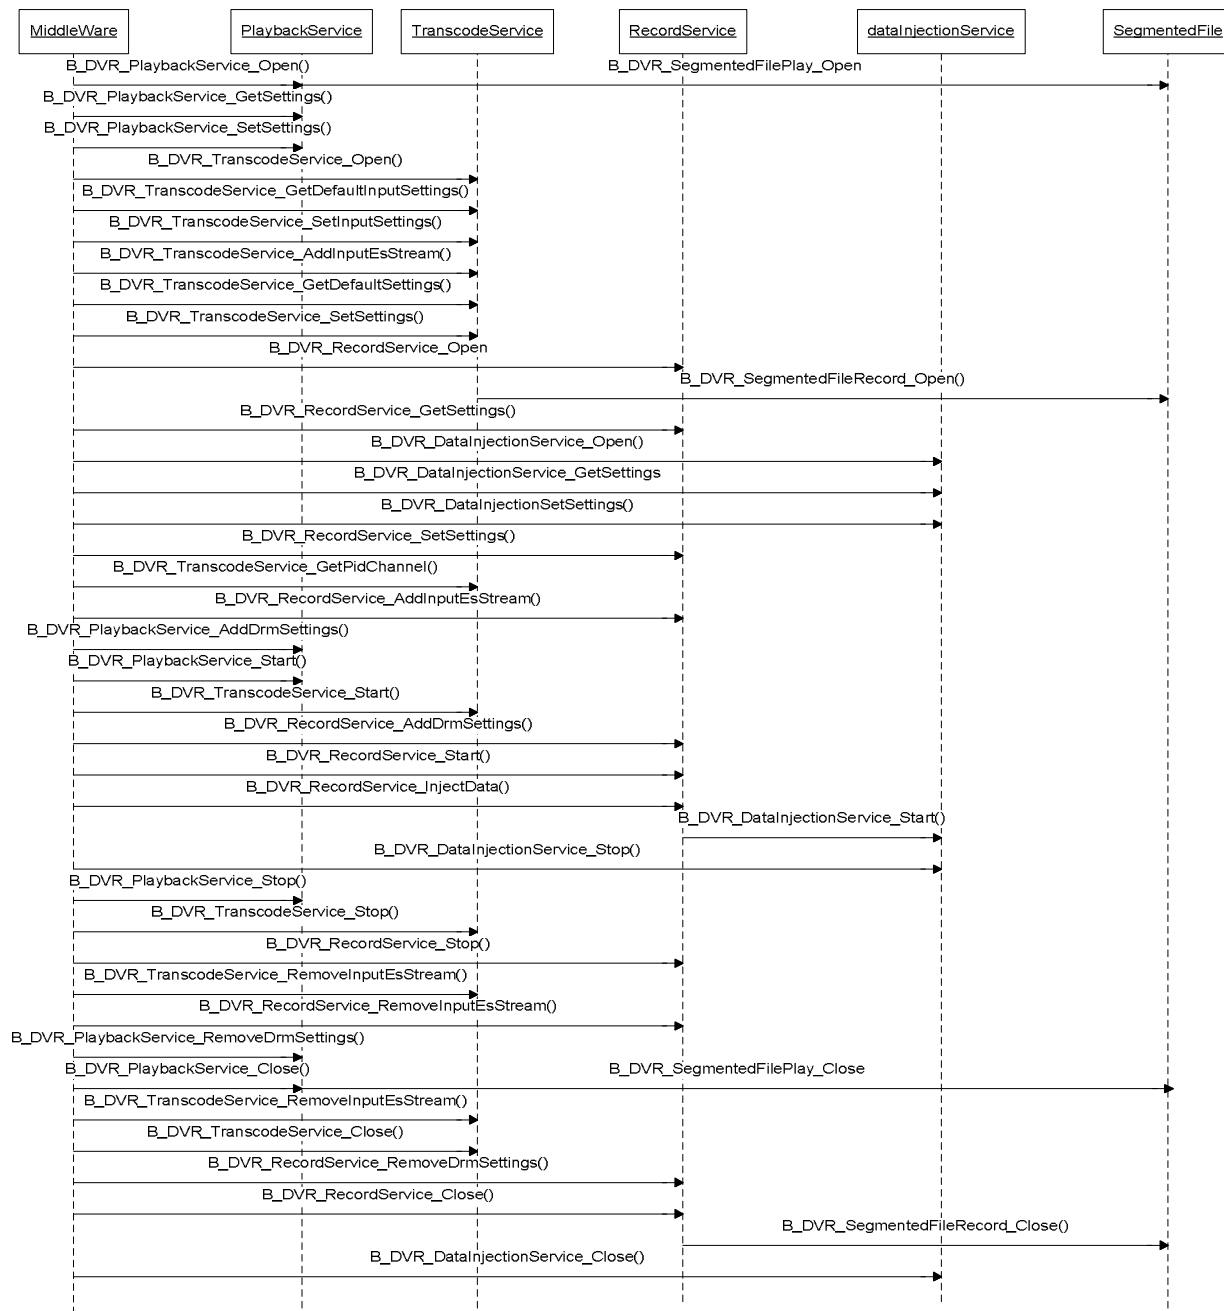 MiddleWare PlaybackService TranscodeService RecordService dataInjectionService SegmentedFile
B_DVR_PlaybackService_Open() B_DVR_SegmentedFilePlay_Open
B_DVR_PlaybackService_GetSettings()
B_DVR_PlaybackService_SetSettings()
B_DVR_TranscodeService_Open()
B_DVR_TranscodeService_GetDefaultInputSettings()
B_DVR_TranscodeService_SetInputSettings()
B_DVR_TranscodeService_AddInputEsStream()
B_DVR_TranscodeService_GetDefaultSettings()
B_DVR_TranscodeService_SetSettings()
B_DVR_RecordService_Open
B_DVR_SegmentedFileRecord_Open()
B_DVR_RecordService_GetSettings()
B_DVR_DataInjectionService_Open()
B_DVR_DataInjectionService_GetSettings
B_DVR_DataInjectionSetSettings()
B_DVR_RecordService_SetSettings()
B_DVR_TranscodeService_GetPidChannel()
B_DVR_RecordService_AddInputEsStream()
B_DVR_PlaybackService_AddDrmSettings()
B_DVR_PlaybackService_Start()
B_DVR_TranscodeService_Start()
B_DVR_RecordService_AddDrmSettings()
B_DVR_RecordService_Start()
B_DVR_RecordService_InjectData()
B_DVR_DataInjectionService_Start()
B_DVR_DataInjectionService_Stop()
B_DVR_PlaybackService_Stop()
B_DVR_TranscodeService_Stop()
B_DVR_RecordService_Stop()
B_DVR_TranscodeService_RemoveInputEsStream()
B_DVR_RecordService_RemoveInputEsStream()
B_DVR_PlaybackService_RemoveDrmSettings()
B_DVR_PlaybackService_Close() B_DVR_SegmentedFilePlay_Close
B_DVR_TranscodeService_RemoveInputEsStream()
B_DVR_TranscodeService_Close()
B_DVR_RecordService_RemoveDrmSettings()
B_DVR_RecordService_Close()
B_DVR_SegmentedFileRecord_Close()
B_DVR_DataInjectionService_Close()